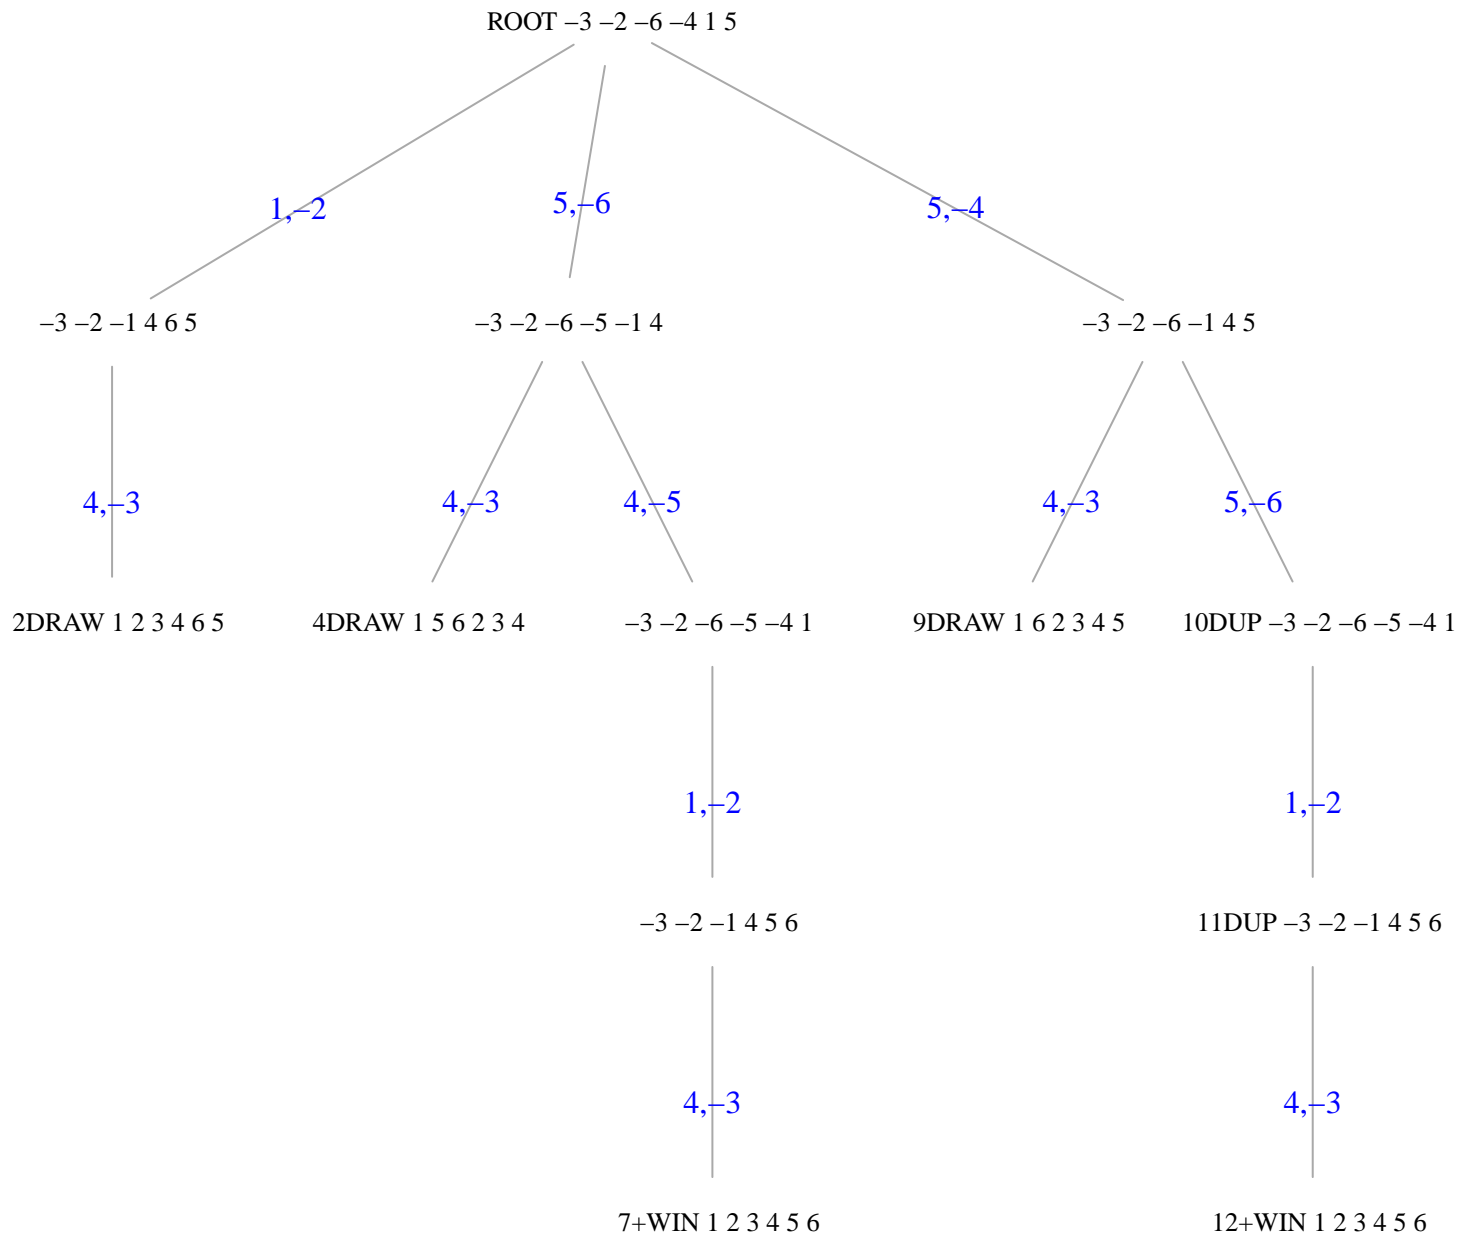 ROOT –3 –2 –6 –4 1 5
1,–2
5,–6
5,–4
–3 –2 –1 4 6 5
–3 –2 –6 –5 –1 4
–3 –2 –6 –1 4 5
4,–3
4,–3
4,–5
4,–3
5,–6
2DRAW 1 2 3 4 6 5
4DRAW 1 5 6 2 3 4
–3 –2 –6 –5 –4 1
9DRAW 1 6 2 3 4 5
10DUP –3 –2 –6 –5 –4 1
1,–2
1,–2
–3 –2 –1 4 5 6
11DUP –3 –2 –1 4 5 6
4,–3
4,–3
7+WIN 1 2 3 4 5 6
12+WIN 1 2 3 4 5 6